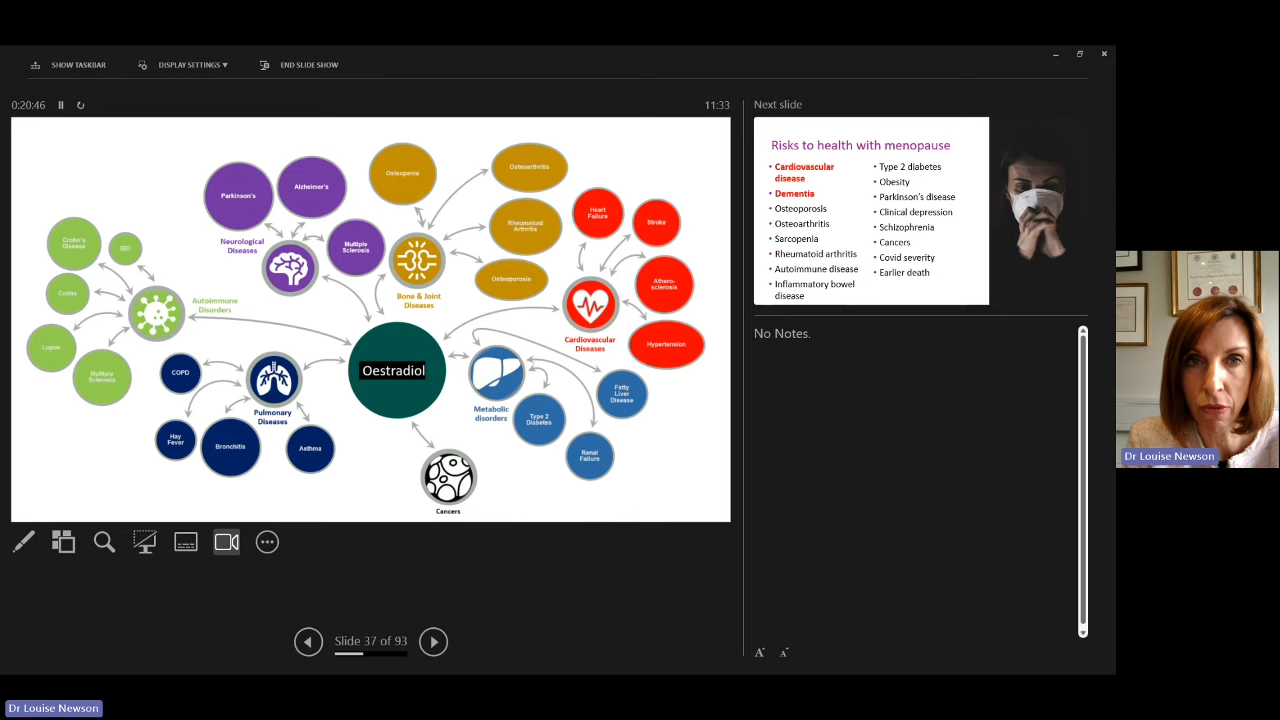 SHOW TASKBAR
DISPLAY SETTINGS ▼
END SLIDE SHOW
0:20:46
11:33
Next slide
Osteopenia
Osteoarthritis
Parkinson's
Alzheimer's
Neurological
Diseases
Multiple
Sclerosis
Rheumatoid
Arthritis
Osteoporosis
Bone & Joint
Diseases
Heart
Failure
Stroke
Athero-
sclerosis
Hypertension
Cardiovascular
Diseases
Crohn's
Disease
IBD
Colitis
Lupus
Multiple
Sclerosis
Autoimmune
Disorders
Oestradiol
COPD
Hay
Fever
Bronchitis
Asthma
Pulmonary
Diseases
Metabolic
disorders
Type 2
Diabetes
Fatty
Liver
Disease
Renal
Failure
Cancers
Risks to health with menopause
• Cardiovascular
disease
• Dementia
• Osteoporosis
• Osteoarthritis
• Sarcopenia
• Rheumatoid arthritis
• Autoimmune disease
• Inflammatory bowel
disease
• Type 2 diabetes
• Obesity
• Parkinson's disease
• Clinical depression
• Schizophrenia
• Cancers
• Covid severity
• Earlier death
No Notes.
Dr Louise Newson
Slide 37 of 93
A A
Dr Louise Newson